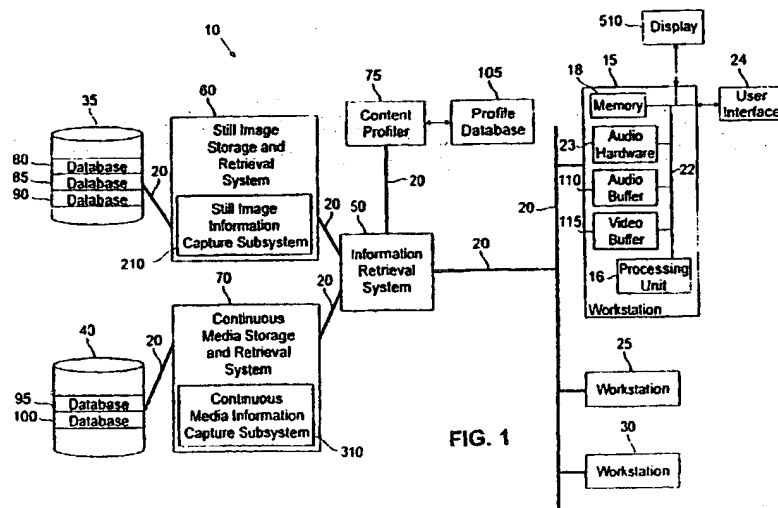 10
510
Display
35
80
Database
85
Database
90
Database
20
60
Still Image
Storage and
Retrieval
System
Still Image
Information
Capture Subsystem
210
20
75
Content
Profiler
105
Profile
Database
20
50
Information
Retrieval
System
20
20
40
95
Database
100
Database
20
70
Continuous
Media Storage
and Retrieval
System
Continuous
Media Information
Capture Subsystem
310
FIG. 1
20
15
18
Memory
23
Audio
Hardware
110
Audio
Buffer
115
Video
Buffer
22
16
Processing
Unit
Workstation
24
User
Interface
25
Workstation
30
Workstation